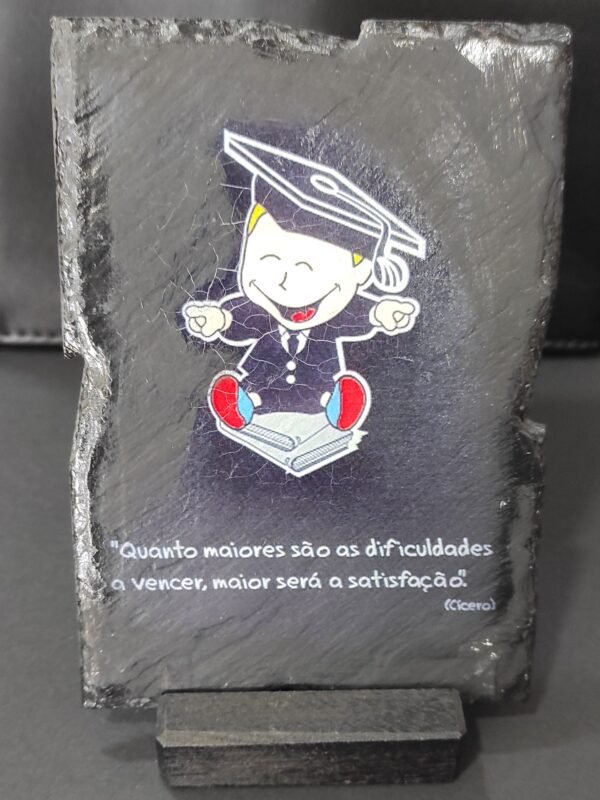 "Quanto maiores são as dificuldades
a vencer, maior será a satisfação".
(Cícero)